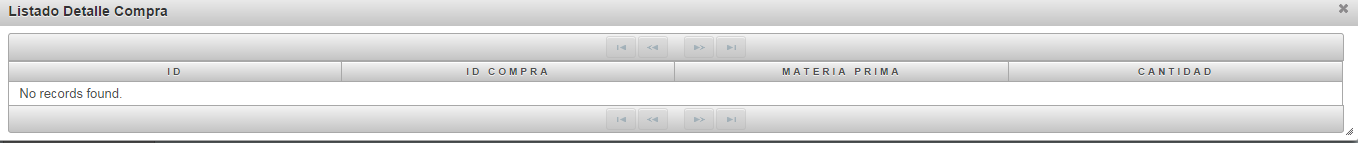 Listado Detalle Compra
ID ID COMPRA MATERIA PRIMA CANTIDAD
No records found.